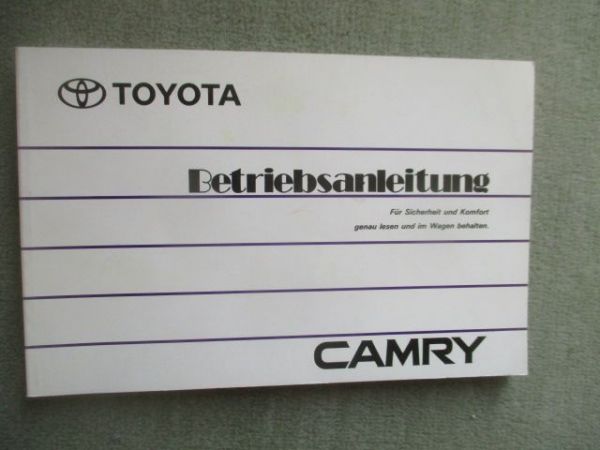 TOYOTA
Betriebsanleitung
Für Sicherheit und Komfort
genau lesen und im Wagen behalten.
CAMRY